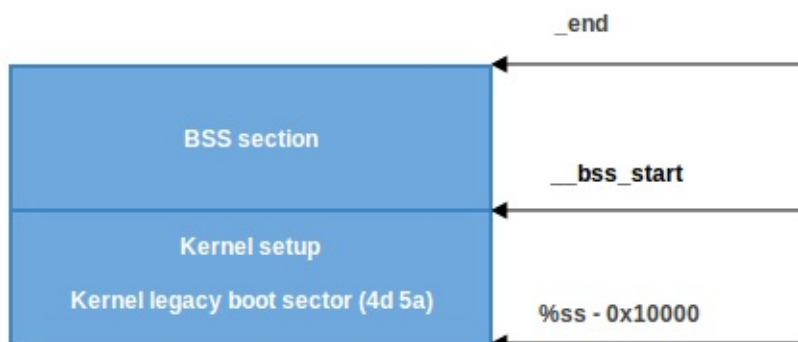 _end
BSS section
__bss_start
Kernel setup
Kernel legacy boot sector (4d 5a)
%ss - 0x10000